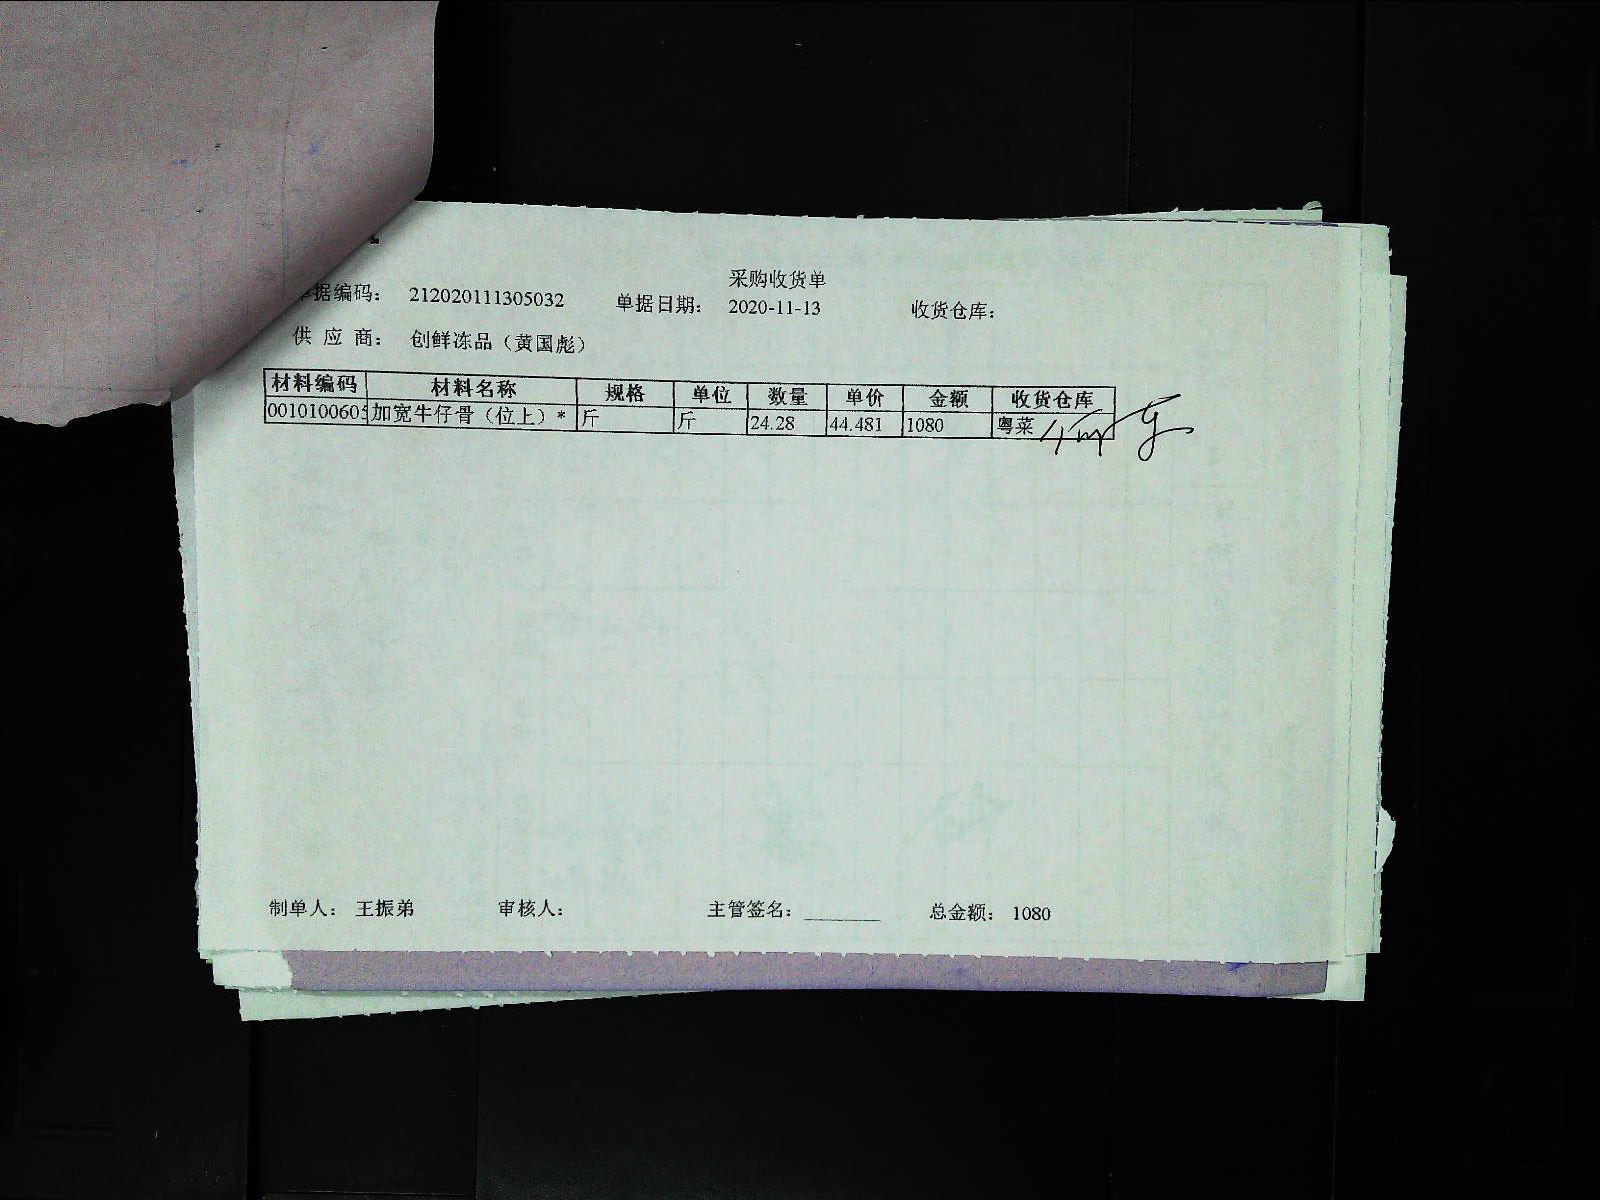 采购收货单
单据编码： 212020111305032 单据日期： 2020-11-13 收货仓库：
供 应 商： 创鲜冻品（黄国彪）
材料编码 材料名称 规格 单位 数量 单价 金额 收货仓库
0010100605 加宽牛仔骨（位上）* 斤 斤 24.28 44.481 1080 粤菜
制单人： 王振弟 审核人： 主管签名：________ 总金额： 1080